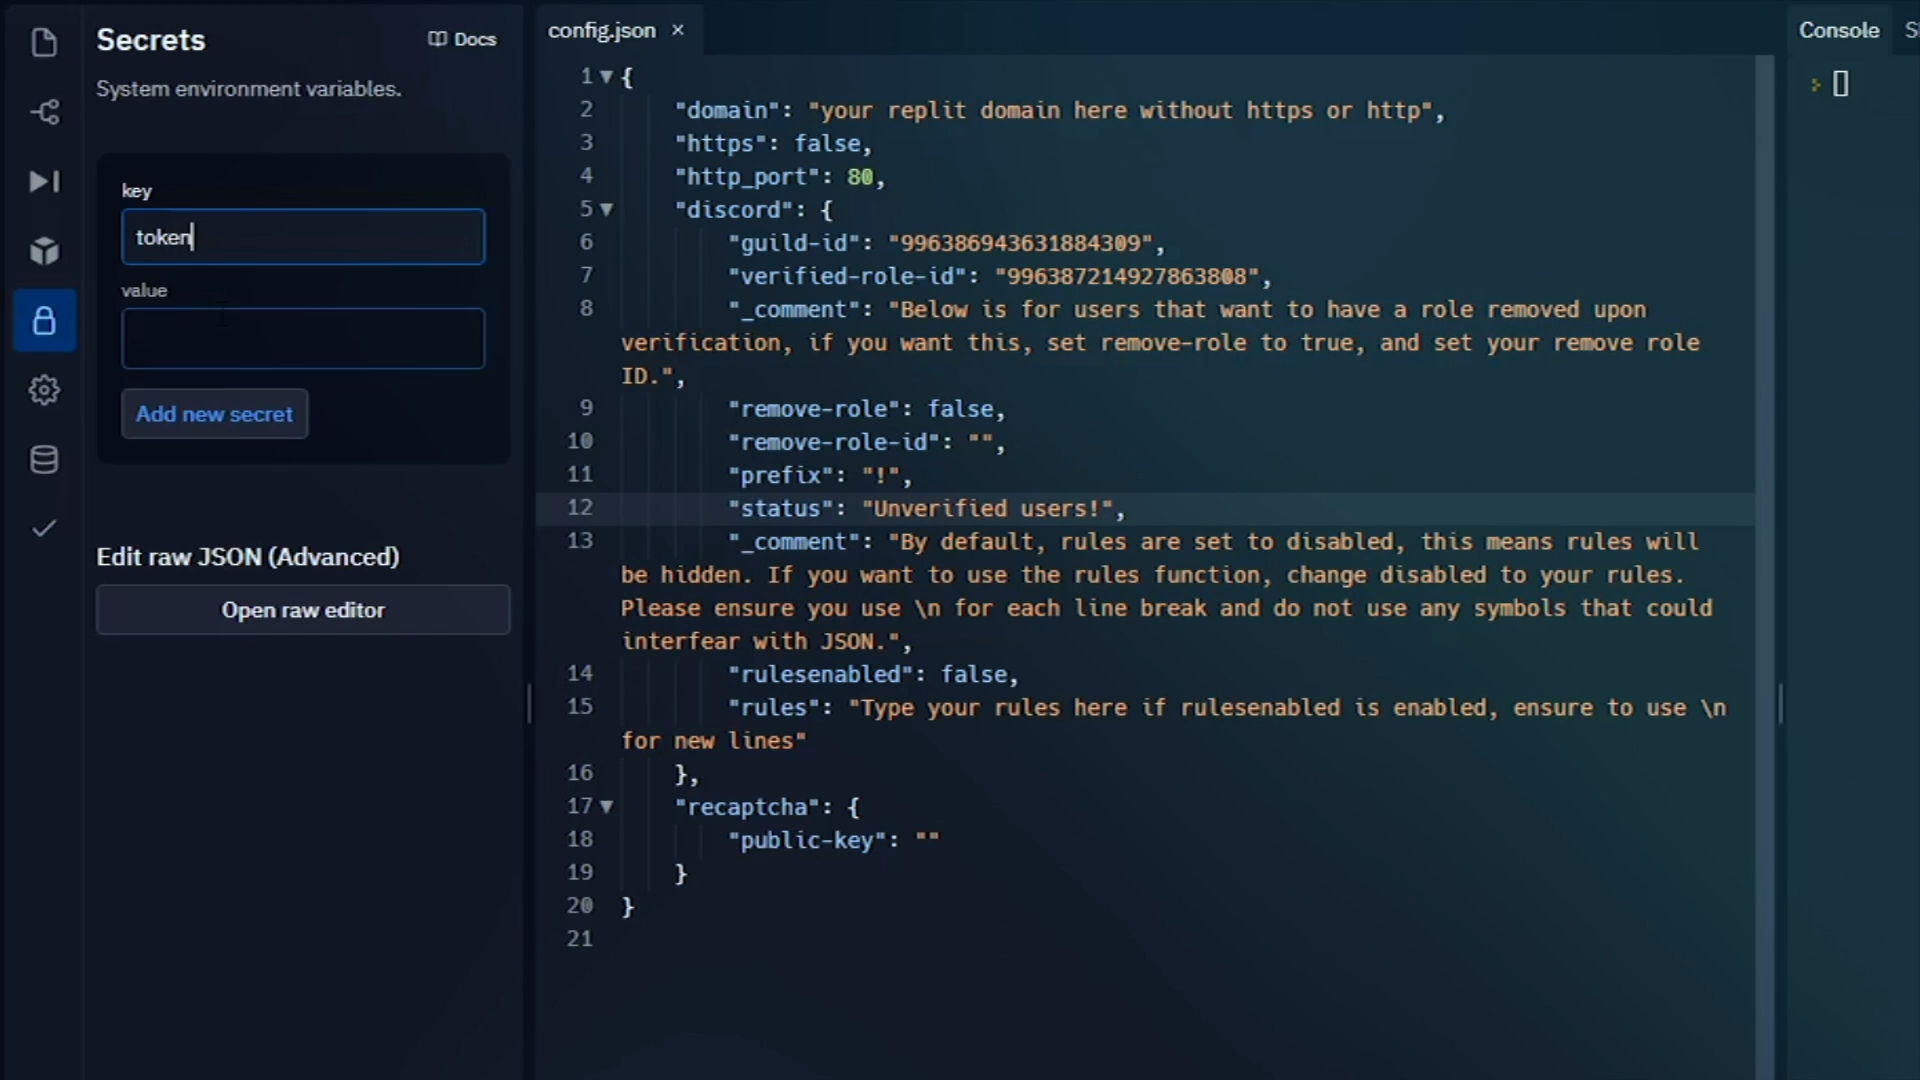 Secrets
Docs
System environment variables.
key
token
value
Add new secret
Edit raw JSON (Advanced)
Open raw editor
config.json ×
1 {
2 "domain": "your replit domain here without https or http",
3 "https": false,
4 "http_port": 80,
5 "discord": {
6 "guild-id": "996386943631884309",
7 "verified-role-id": "996387214927863808",
8 "_comment": "Below is for users that want to have a role removed upon
verification, if you want this, set remove-role to true, and set your remove role
ID.",
9 "remove-role": false,
10 "remove-role-id": "",
11 "prefix": "!",
12 "status": "Unverified users!",
13 "_comment": "By default, rules are set to disabled, this means rules will
be hidden. If you want to use the rules function, change disabled to your rules.
Please ensure you use \n for each line break and do not use any symbols that could
interfear with JSON.",
14 "rulesenabled": false,
15 "rules": "Type your rules here if rulesenabled is enabled, ensure to use \n
for new lines"
16 },
17 "recaptcha": {
18 "public-key": ""
19 }
20 }
21
Console